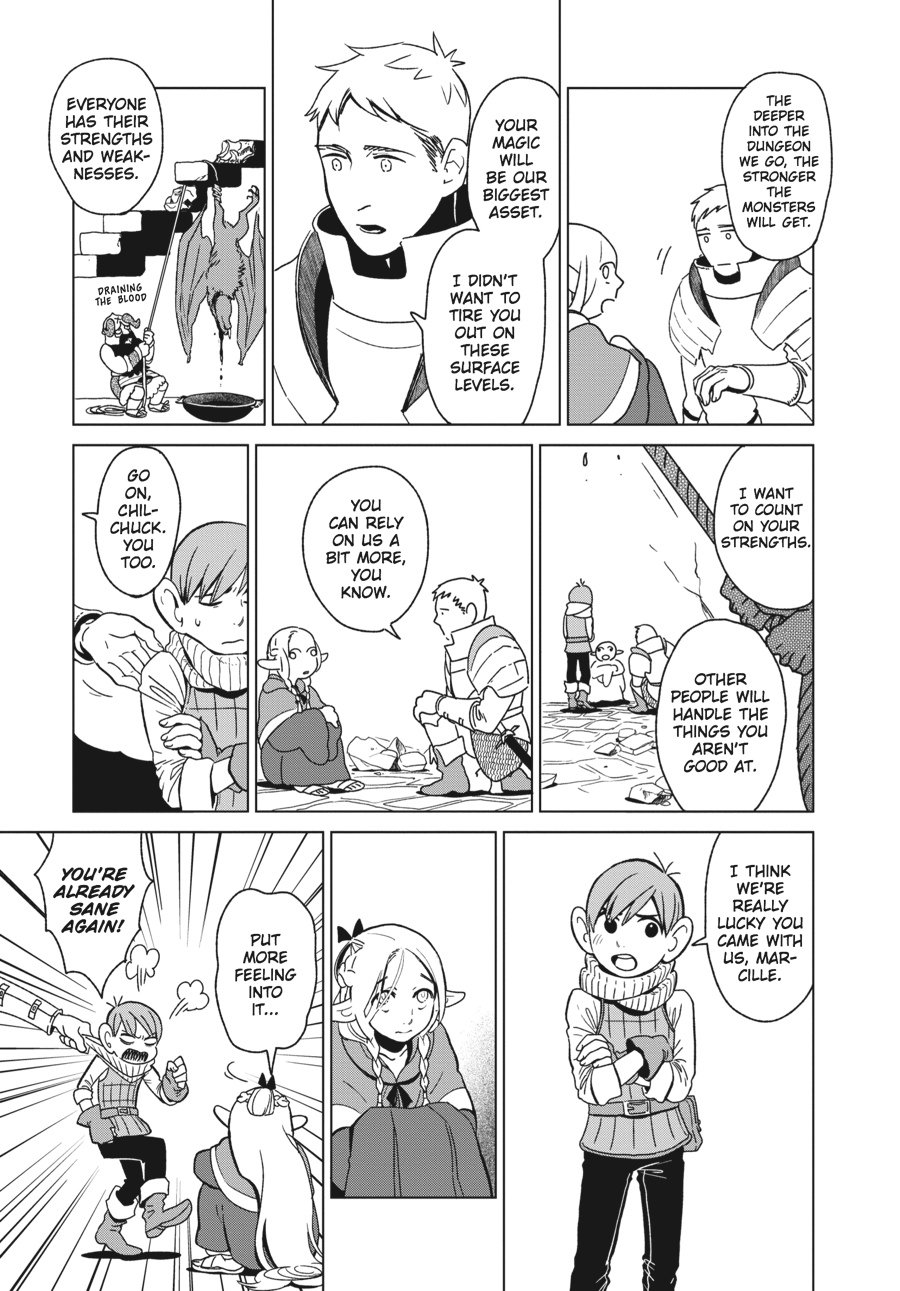 THE
DEEPER
INTO THE
DUNGEON
WE GO, THE
STRONGER
THE
MONSTERS
WILL GET.
YOUR
MAGIC
WILL
BE OUR
BIGGEST
ASSET.
I DIDN'T
WANT TO
TIRE YOU
OUT ON
THESE
SURFACE
LEVELS.
EVERYONE
HAS THEIR
STRENGTHS
AND WEAK-
NESSES.
DRAINING
THE BLOOD
I WANT
TO COUNT
ON YOUR
STRENGTHS.
OTHER
PEOPLE WILL
HANDLE THE
THINGS YOU
AREN'T
GOOD AT.
YOU
CAN RELY
ON US A
BIT MORE,
YOU
KNOW.
GO
ON,
CHIL-
CHUCK.
YOU
TOO.
I THINK
WE'RE
REALLY
LUCKY YOU
CAME WITH
US, MAR-
CILLE.
PUT
MORE
FEELING
INTO
IT...
YOU'RE
ALREADY
SANE
AGAIN!